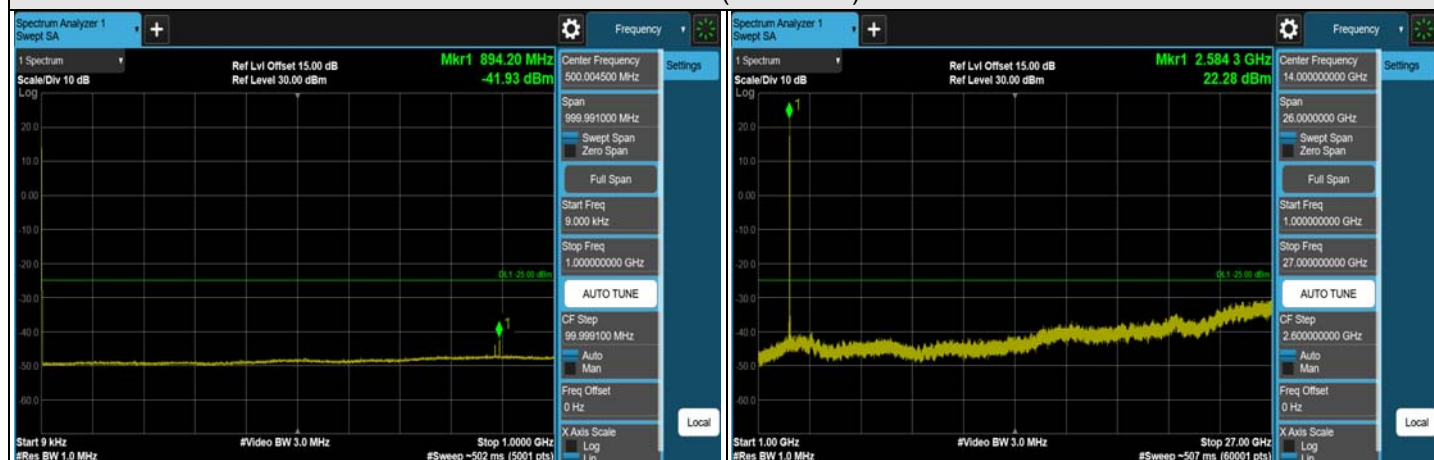 Spectrum Analyzer 1
Swept SA
+
Frequency
1 Spectrum
Scale/Div 10 dB
Log
Ref Lvl Offset 15.00 dB
Ref Level 30.00 dBm
Mkr1 894.20 MHz
-41.93 dBm
1
20.0
10.0
0.00
-10.0
-20.0
-30.0
-40.0
-50.0
-60.0
DL1 -25.00 dBm
Start 9 kHz
#Res BW 1.0 MHz
#Video BW 3.0 MHz
Stop 1.0000 GHz
#Sweep ~502 ms (5001 pts)
Center Frequency
500.004500 MHz
Settings
Span
999.991000 MHz
Swept Span
Zero Span
Full Span
Start Freq
9.000 kHz
Stop Freq
1.000000000 GHz
AUTO TUNE
CF Step
99.999100 MHz
Auto
Man
Freq Offset
0 Hz
Local
X Axis Scale
Log
Lin
Spectrum Analyzer 1
Swept SA
+
Frequency
1 Spectrum
Scale/Div 10 dB
Log
Ref Lvl Offset 15.00 dB
Ref Level 30.00 dBm
Mkr1 2.584 3 GHz
22.28 dBm
1
20.0
10.0
0.00
-10.0
-20.0
-30.0
-40.0
-50.0
-60.0
DL1 -25.00 dBm
Start 1.00 GHz
#Res BW 1.0 MHz
#Video BW 3.0 MHz
Stop 27.00 GHz
#Sweep ~507 ms (60001 pts)
Center Frequency
14.000000000 GHz
Settings
Span
26.0000000 GHz
Swept Span
Zero Span
Full Span
Start Freq
1.000000000 GHz
Stop Freq
27.000000000 GHz
AUTO TUNE
CF Step
2.600000000 GHz
Auto
Man
Freq Offset
0 Hz
Local
X Axis Scale
Log
Lin